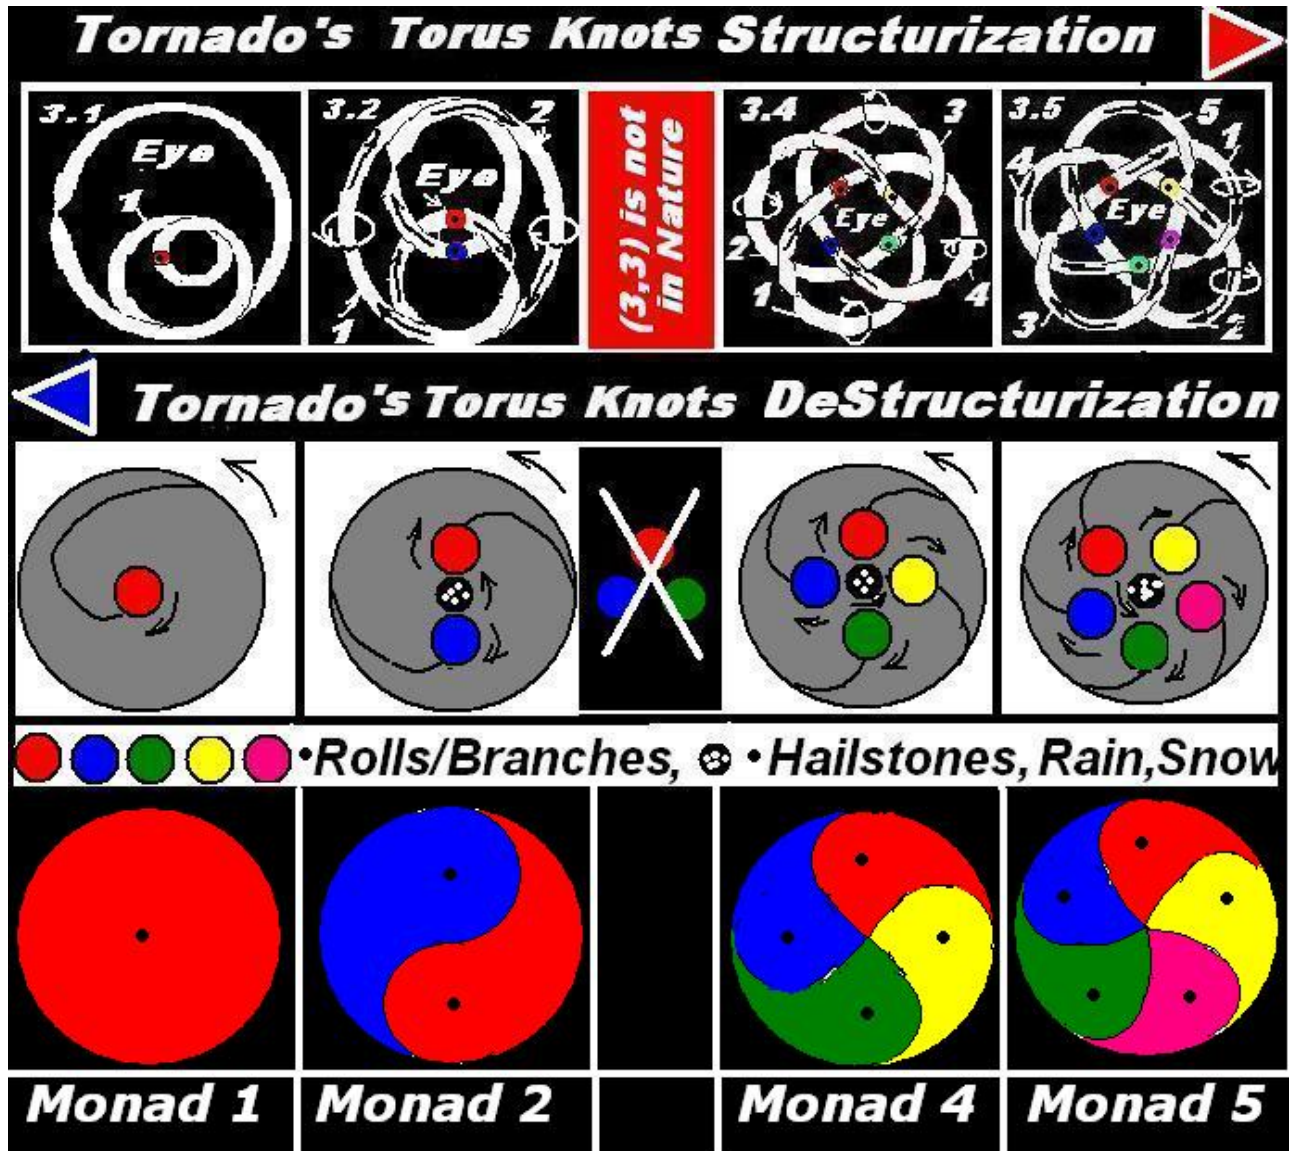 Tornado's Torus Knots Structurization
3.1
Eye
1
3.2
2
Eye
1
(3,3) is not
in Nature
3.4
3
Eye
2
1
4
3.5
5
1
4
Eye
3
2
Tornado's Torus Knots DeStructurization
•Rolls/Branches, •Hailstones, Rain,Snow
Monad 1
Monad 2
Monad 4
Monad 5